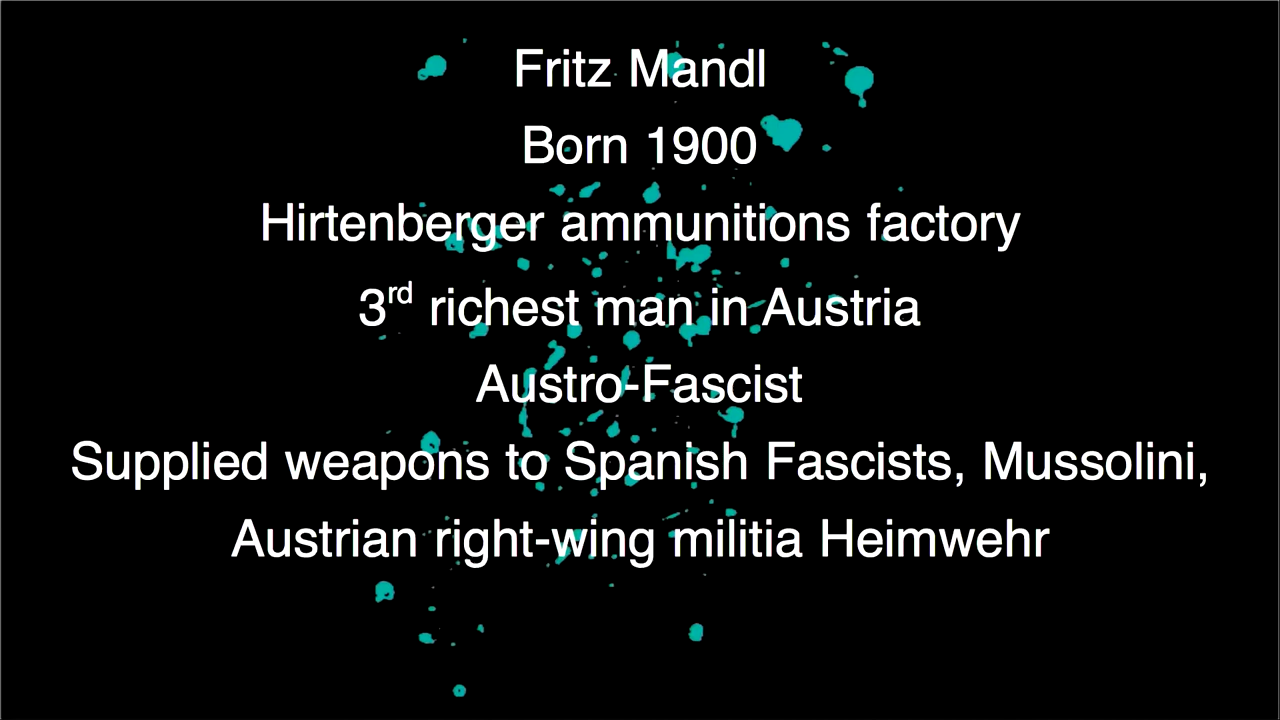 Fritz Mandl
Born 1900
Hirtenberger ammunitions factory
3rd richest man in Austria
Austro-Fascist
Supplied weapons to Spanish Fascists, Mussolini,
Austrian right-wing militia Heimwehr